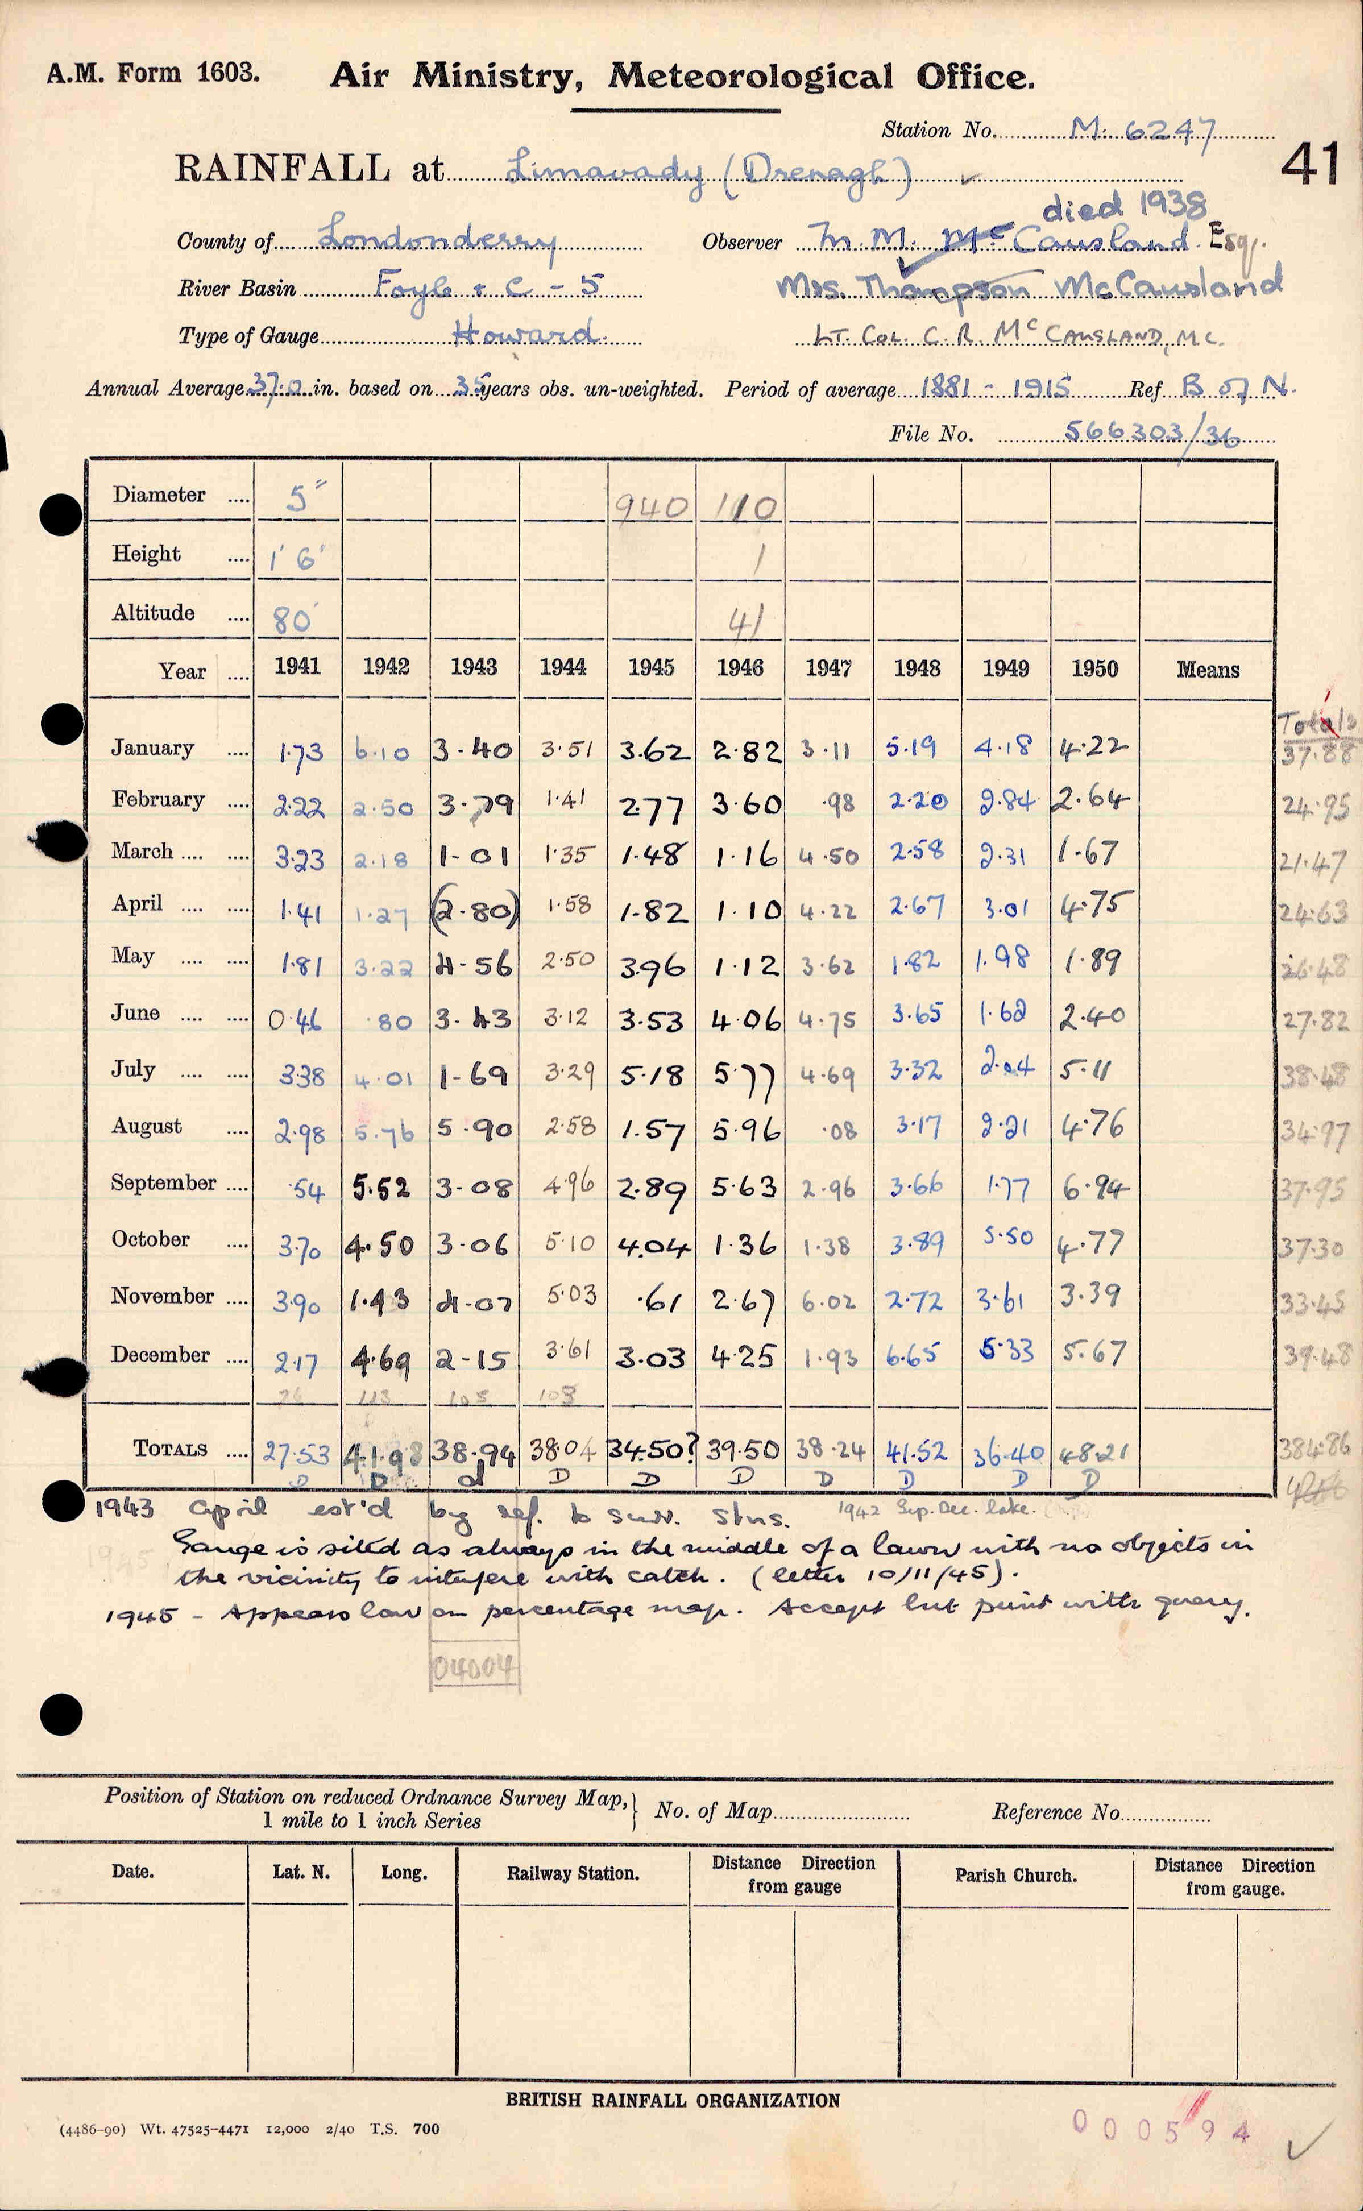 A.M. Form 1603. Air Ministry, Meteorological Office.
Station No. M. 6247
41
RAINFALL at Limavady (Drenagh) ✓
died 1938
County of Londonderry Observer M. McCausland Esq.
River Basin Foyle & C - 5 Mrs. Thompson McCausland
Type of Gauge Howard. LT. COL. C. R. McCAUSLAND, MC.
Annual Average 37.0 in. based on 35 years obs. un-weighted. Period of average 1881 - 1915 Ref B of N.
File No. 566303/36
Diameter .... 5" 940 110
Height .... 1' 6" 1
Altitude .... 80' 41
Year .... 1941 1942 1943 1944 1945 1946 1947 1948 1949 1950 Means
Totals
January .... 1.73 6.10 3.40 3.51 3.62 2.82 3.11 5.19 4.18 4.22 37.88
February .... 2.22 2.50 3.79 1.41 2.77 3.60 .98 2.20 2.84 2.64 24.95
March .... .... 3.23 2.18 1.01 1.35 1.48 1.16 4.50 2.58 2.31 1.67 21.47
April .... .... 1.41 1.27 (2.80) 1.58 1.82 1.10 4.22 2.67 3.01 4.75 24.63
May .... .... 1.81 3.22 4.56 2.50 3.96 1.12 3.62 1.82 1.98 1.89 26.48
June .... .... 0.46 .80 3.43 3.12 3.53 4.06 4.75 3.65 1.62 2.40 27.82
July .... .... 3.38 4.01 1.69 3.29 5.18 5.77 4.69 3.32 2.04 5.11 38.48
August .... 2.98 5.76 5.90 2.58 1.57 5.96 .08 3.17 2.21 4.76 34.97
September .... .54 5.52 3.08 4.96 2.89 5.63 2.96 3.66 1.77 6.94 37.95
October .... 3.70 4.50 3.06 5.10 4.04 1.36 1.38 3.89 5.50 4.77 37.30
November .... 3.90 1.43 4.07 5.03 .61 2.67 6.02 2.72 3.61 3.39 33.45
December .... 2.17 4.69 2.15 3.61 3.03 4.25 1.93 6.65 5.33 5.67 39.48
113 105 103
TOTALS .... 27.53 41.98 38.94 38.04 34.50? 39.50 38.24 41.52 36.40 48.21 384.86
D D d D D D D D D D
1943 April est'd by ref. to surr. stns. 1942 Sep. Dec. late.
Gauge is sited as always in the middle of a lawn with no objects in
the vicinity to interfere with catch. (letter 10/11/45).
1945 - Appears low on percentage map. Accept but print with query.
04004
Position of Station on reduced Ordnance Survey Map, 1 mile to 1 inch Series } No. of Map Reference No.
Date. Lat. N. Long. Railway Station. Distance Direction from gauge Parish Church. Distance Direction from gauge.
BRITISH RAINFALL ORGANIZATION
(4486-90) Wt. 47525-4471 12,000 2/40 T.S. 700
000594 ✓